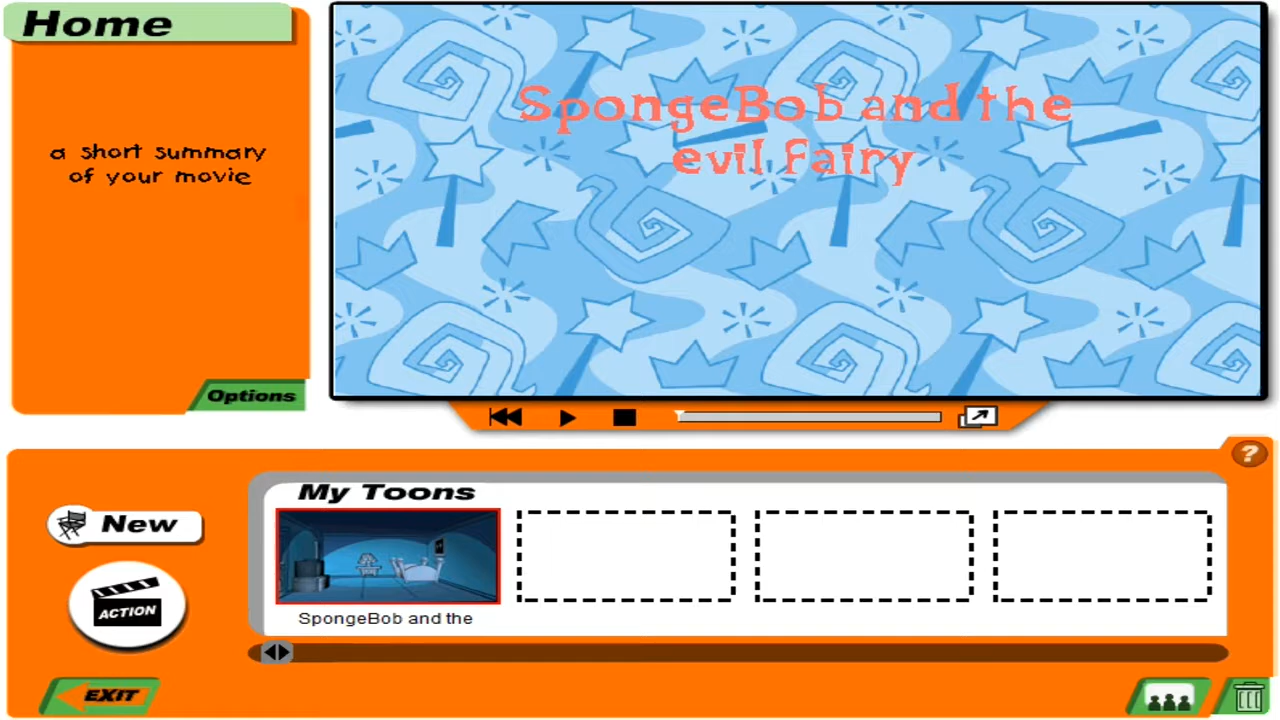 Home
a short summary
of your movie
Options
SpongeBob and the
evil Fairy
?
My Toons
New
ACTION
SpongeBob and the
EXIT